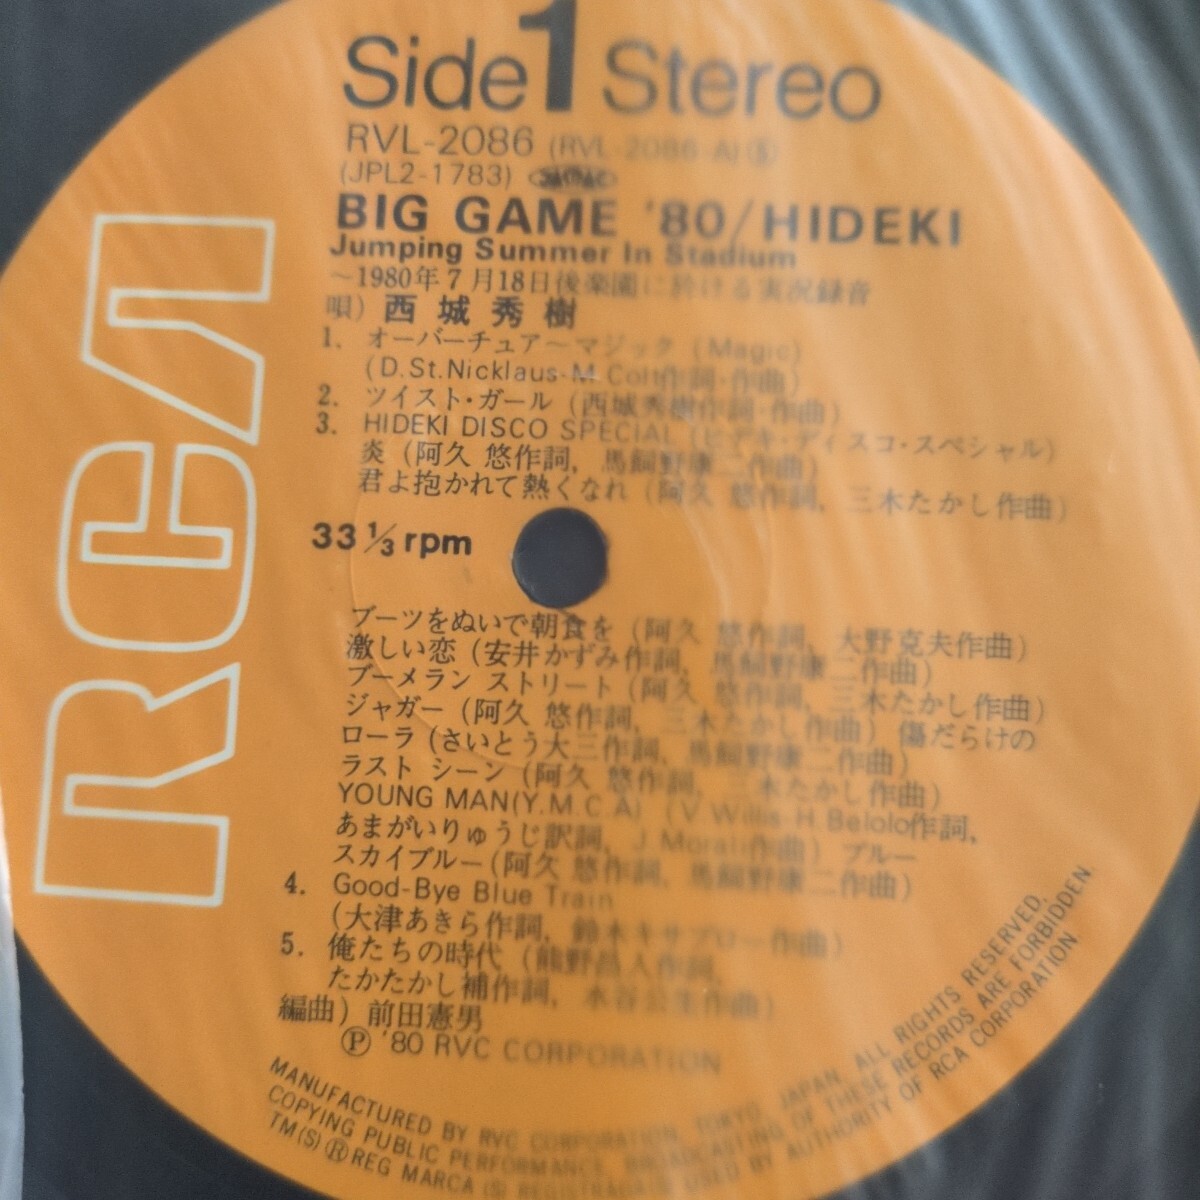 Side 1 Stereo
RVL-2086 (RVL-2086-A) Ⓢ
(JPL2-1783)
BIG GAME '80/HIDEKI
Jumping Summer In Stadium
～1980年7月18日後楽園に於ける実況録音
唄) 西城秀樹
1. オーバーチュア～マジック (Magic)
(D.St.Nicklaus-M.Colt作詞・作曲)
2. ツイスト・ガール (西城秀樹作詞・作曲)
3. HIDEKI DISCO SPECIAL (ヒデキ・ディスコ・スペシャル)
炎 (阿久 悠作詞, 馬飼野康二作曲)
君よ抱かれて熱くなれ (阿久 悠作詞, 三木たかし作曲)
33 1/3 rpm
ブーツをぬいで朝食を (阿久 悠作詞, 大野克夫作曲)
激しい恋 (安井かずみ作詞, 馬飼野康二作曲)
ブーメラン ストリート (阿久 悠作詞, 三木たかし作曲)
ジャガー (阿久 悠作詞, 三木たかし作曲) 傷だらけの
ローラ (さいとう大三作詞, 馬飼野康二作曲)
ラスト シーン (阿久 悠作詞, 三木たかし作曲)
YOUNG MAN(Y.M.C.A) (V.Willis-H.Belolo作詞,
あまがいりゅうじ訳詞, J.Morali作曲) ブルー
スカイブルー (阿久 悠作詞, 馬飼野康二作曲)
4. Good-Bye Blue Train
(大津あきら作詞, 鈴木キサブロー作曲)
5. 俺たちの時代 (熊野昌人作詞,
たかたかし補作詞, 水谷公生作曲)
編曲) 前田憲男
Ⓟ '80 RVC CORPORATION
MANUFACTURED BY RVC CORPORATION, TOKYO, JAPAN. ALL RIGHTS RESERVED.
COPYING PUBLIC PERFORMANCE, BROADCASTING OF THESE RECORDS ARE FORBIDDEN.
TM(S) ® REG MARCA (S) REGISTRADA(S) USED BY AUTHORITY OF RCA CORPORATION
RCA